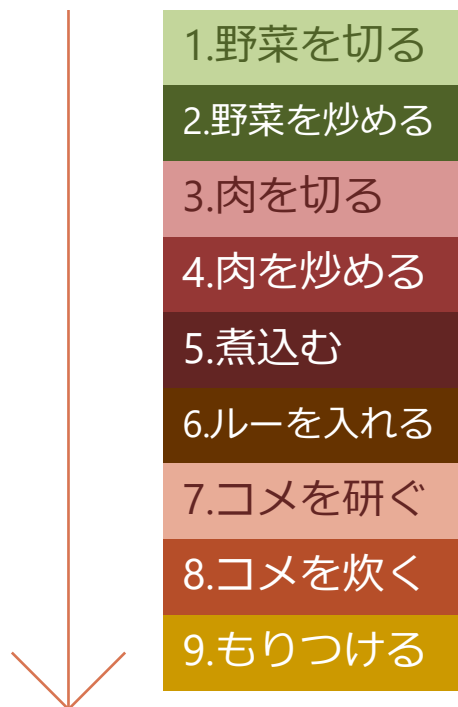 1.野菜を切る
2.野菜を炒める
3.肉を切る
4.肉を炒める
5.煮込む
6.ルーを入れる
7.コメを研ぐ
8.コメを炊く
9.もりつける